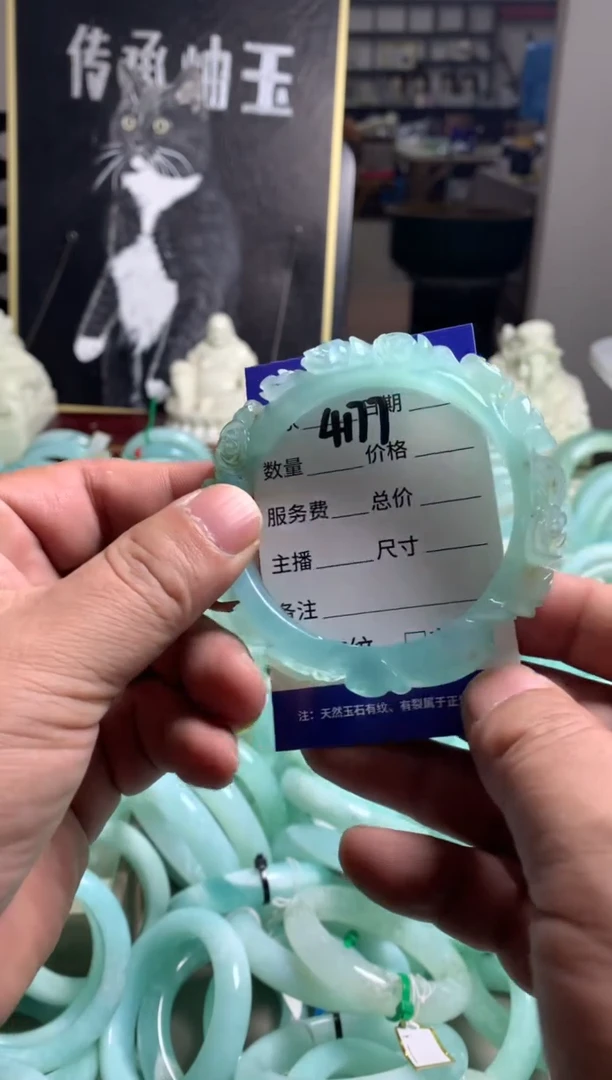 传承岫玉
4177
日期
数量 价格
服务费 总价
主播 尺寸
备注
注：天然玉石有纹、有裂属于正